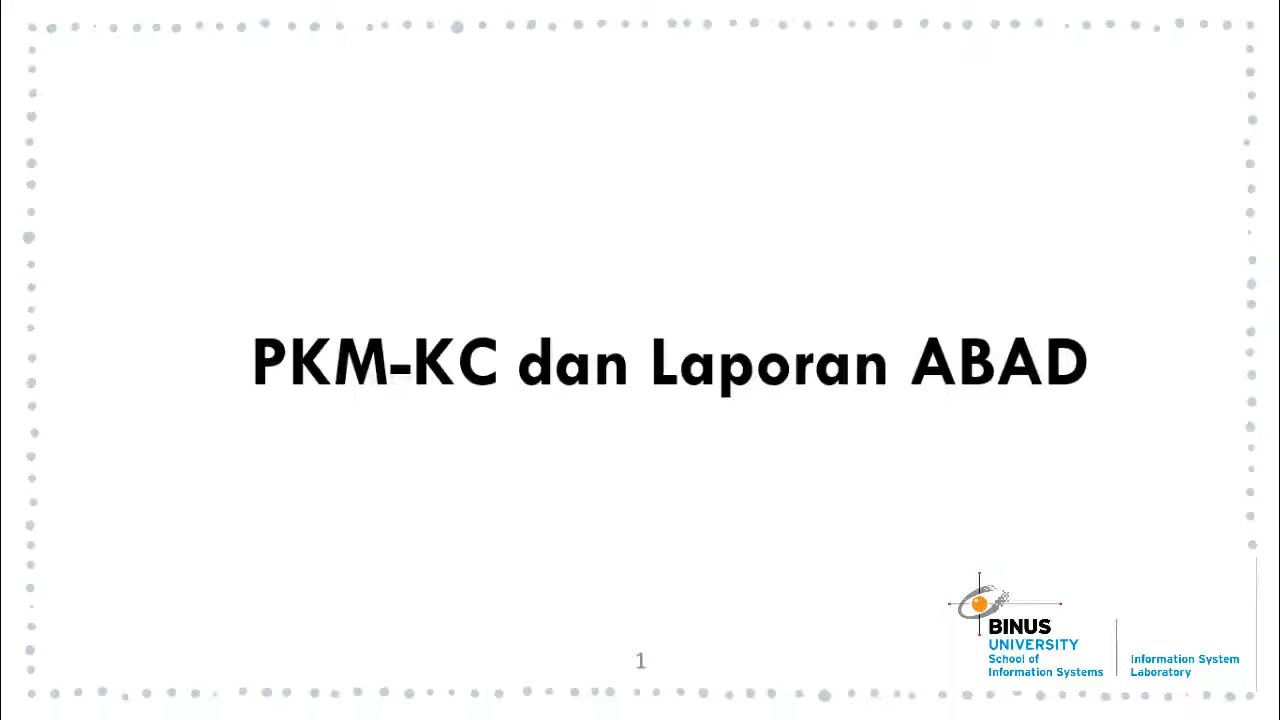 PKM-KC dan Laporan ABAD
1
BINUS
UNIVERSITY
School of
Information Systems
Information System
Laboratory